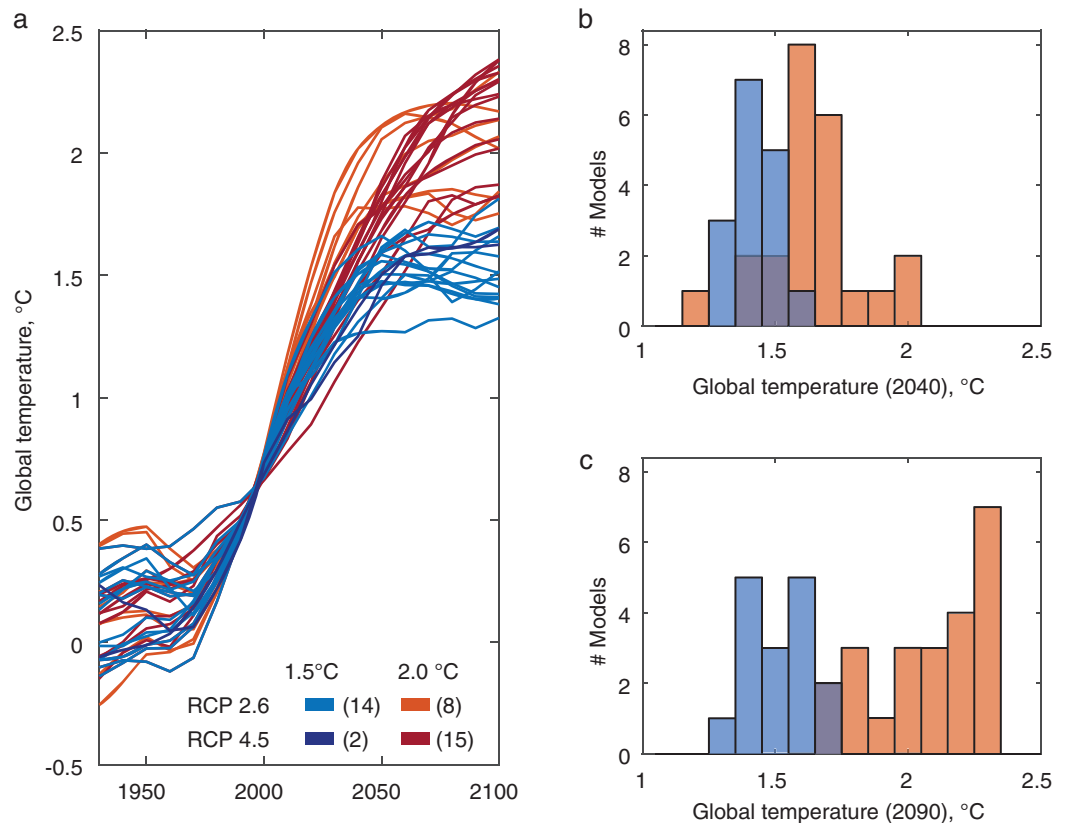 a
2.5
2
1.5
1
0.5
0
-0.5
Global temperature, °C
1950
2000
2050
2100
1.5°C 2.0 °C
RCP 2.6 (14) (8)
RCP 4.5 (2) (15)
b
8
6
4
2
0
# Models
1 1.5 2 2.5
Global temperature (2040), °C
c
8
6
4
2
0
# Models
1 1.5 2 2.5
Global temperature (2090), °C